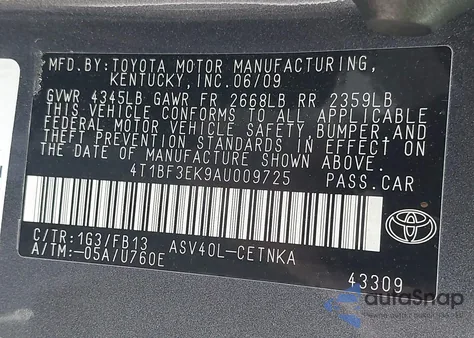 MFD.BY:TOYOTA MOTOR MANUFACTURING,
KENTUCKY, INC. 06/09
GVWR 4345LB GAWR FR 2668LB RR 2359LB
THIS VEHICLE CONFORMS TO ALL APPLICABLE
FEDERAL MOTOR VEHICLE SAFETY, BUMPER, AND
THEFT PREVENTION STANDARDS IN EFFECT ON
THE DATE OF MANUFACTURE SHOWN ABOVE.
4T1BF3EK9AU009725 PASS.CAR
C/TR:1G3/FB13 ASV40L-CETNKA
A/TM:-05A/U760E
43309
autoSnap